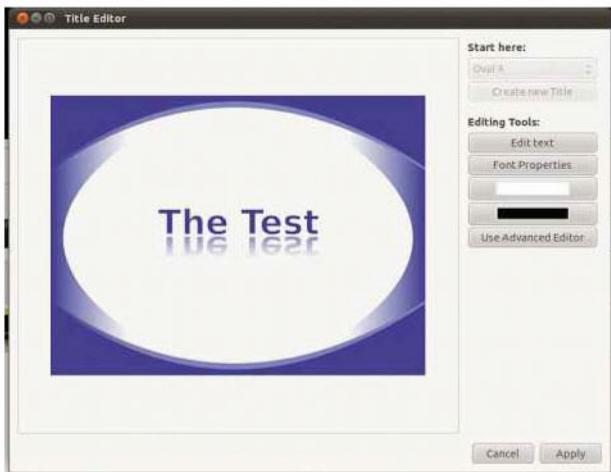 Title Editor
Start here:
Oval 4
Create new Title
Editing Tools:
Edit text
Font Properties
Use Advanced Editor
The Test
Cancel Apply